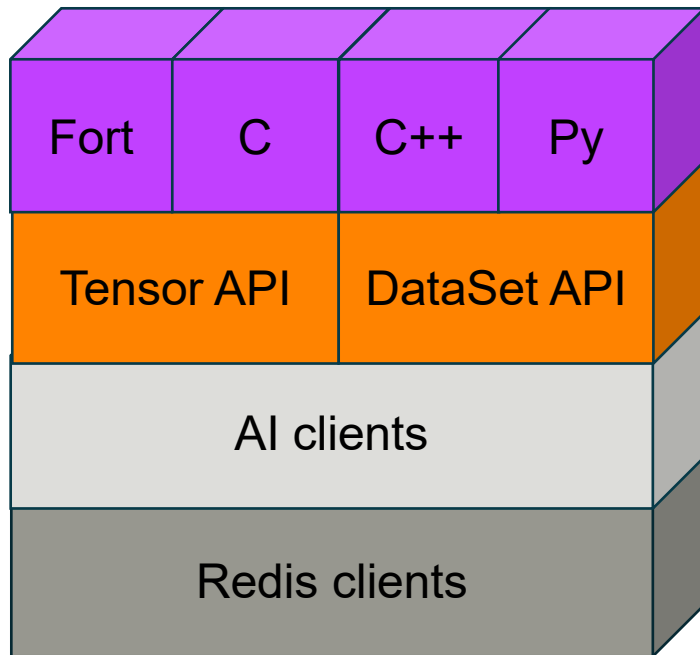 Fort C C++ Py
Tensor API DataSet API
AI clients
Redis clients